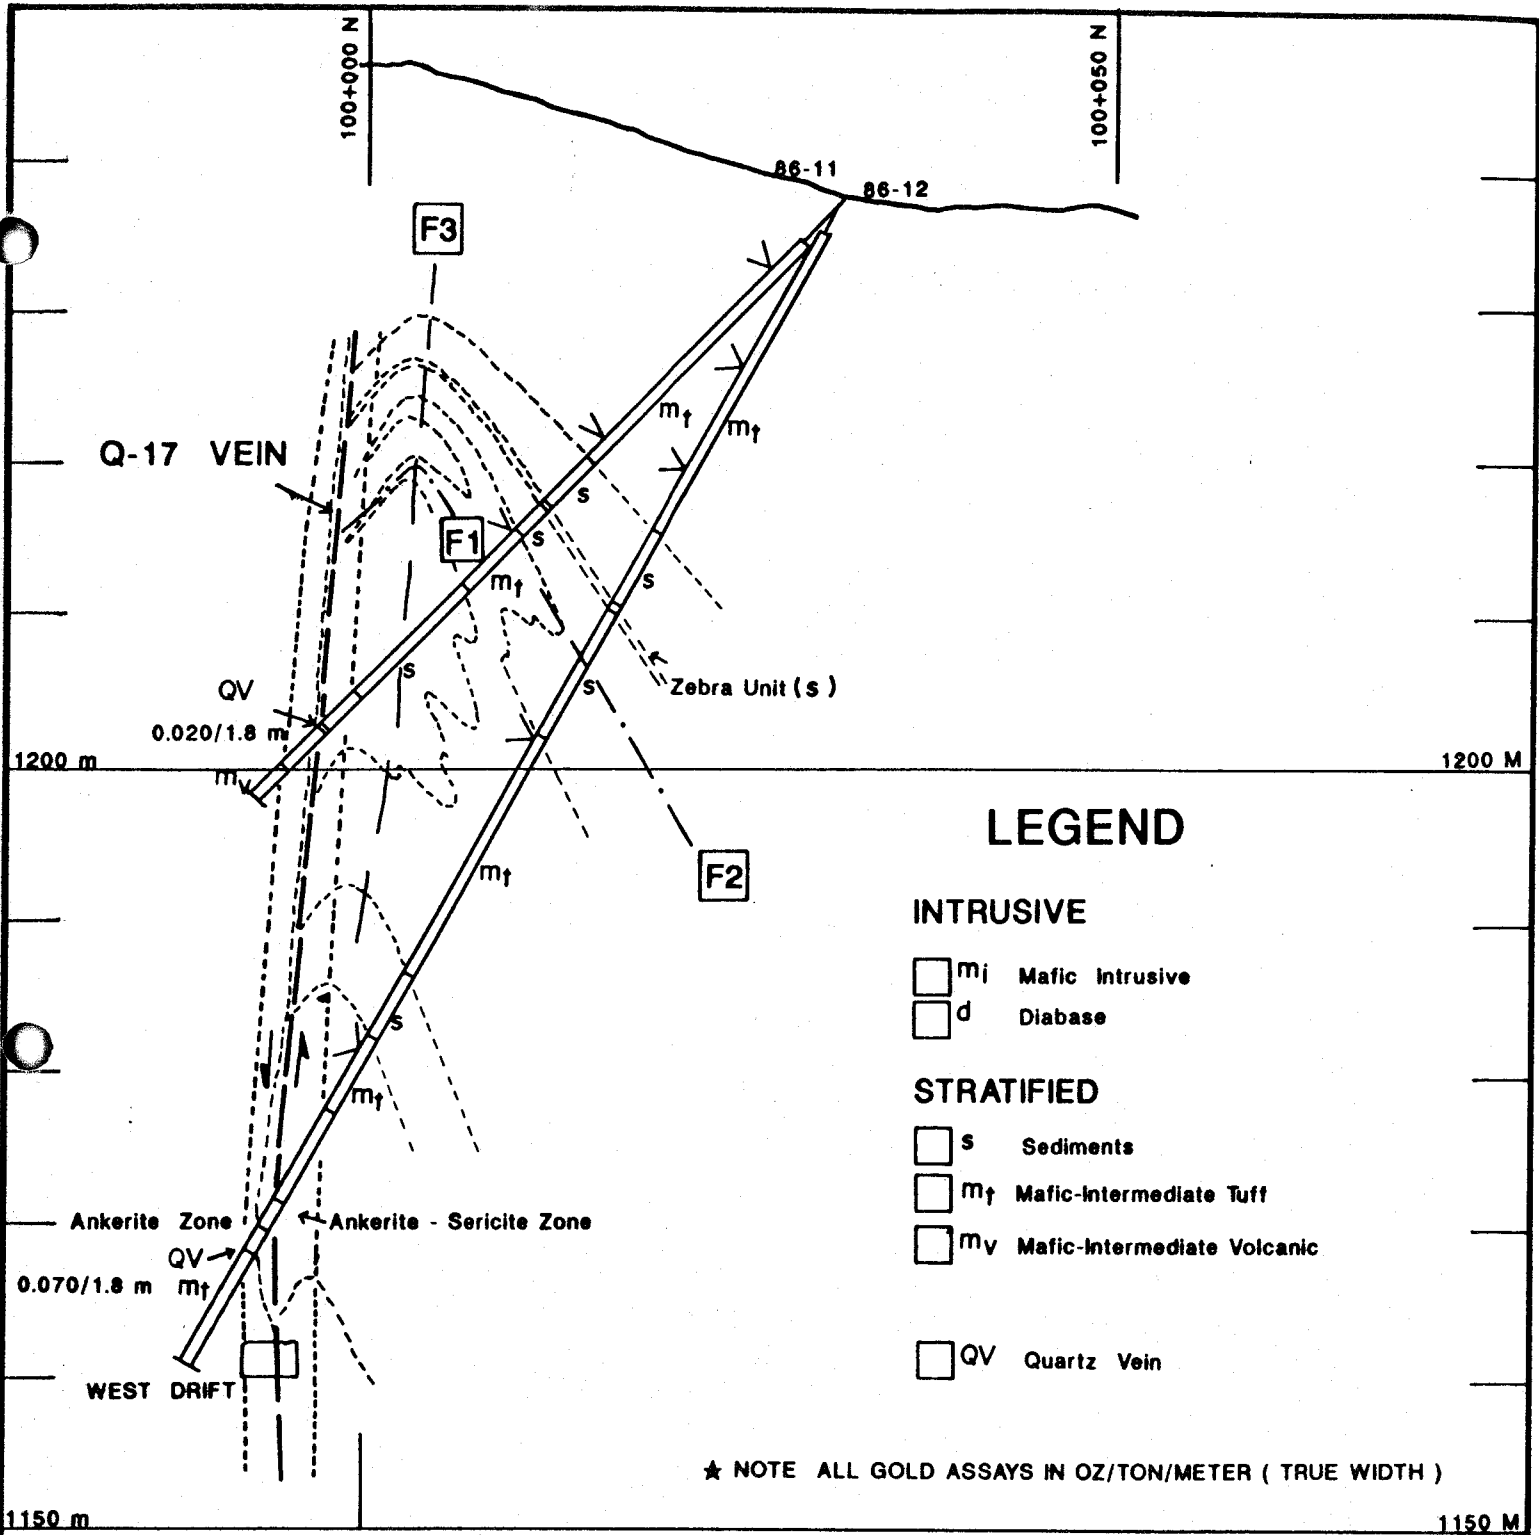 100+000 N
100+050 N
86-11
86-12
F3
Q-17 VEIN
mt
mt
s
F1
s
mt
s
s
s
QV
Zebra Unit (s)
0.020/1.8 m
1200 m
1200 M
mv
LEGEND
mt
F2
INTRUSIVE
mi Mafic Intrusive
d Diabase
s
STRATIFIED
mt
s Sediments
mt Mafic-Intermediate Tuff
mv Mafic-Intermediate Volcanic
Ankerite Zone
Ankerite - Sericite Zone
QV
0.070/1.8 m mt
QV Quartz Vein
WEST DRIFT
★ NOTE ALL GOLD ASSAYS IN OZ/TON/METER ( TRUE WIDTH )
1150 m
1150 M